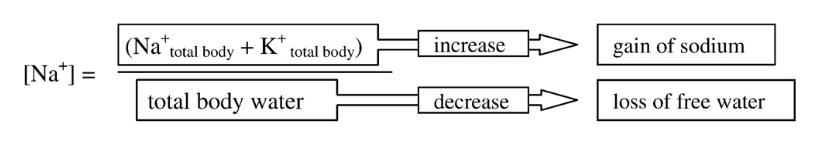 (Na⁺total body + K⁺ total body) increase gain of sodium
[Na⁺] =
total body water decrease loss of free water